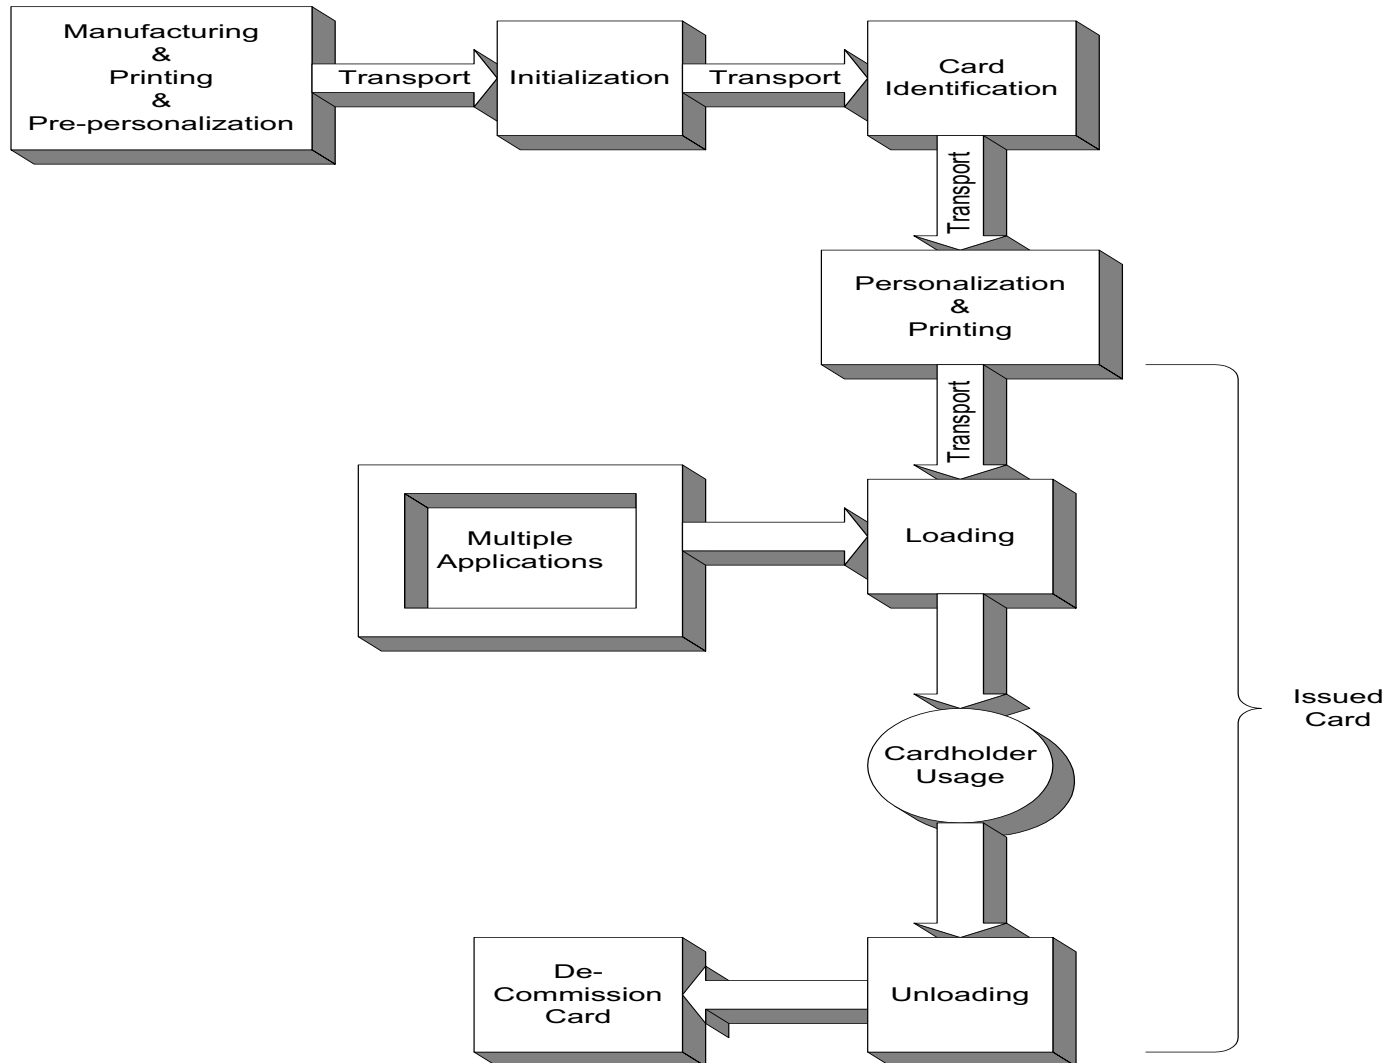 Manufacturing
&
Printing
&
Pre-personalization
Transport
Initialization
Transport
Card
Identification
Transport
Personalization
&
Printing
Transport
Multiple
Applications
Loading
Issued
Card
Cardholder
Usage
De-
Commission
Card
Unloading